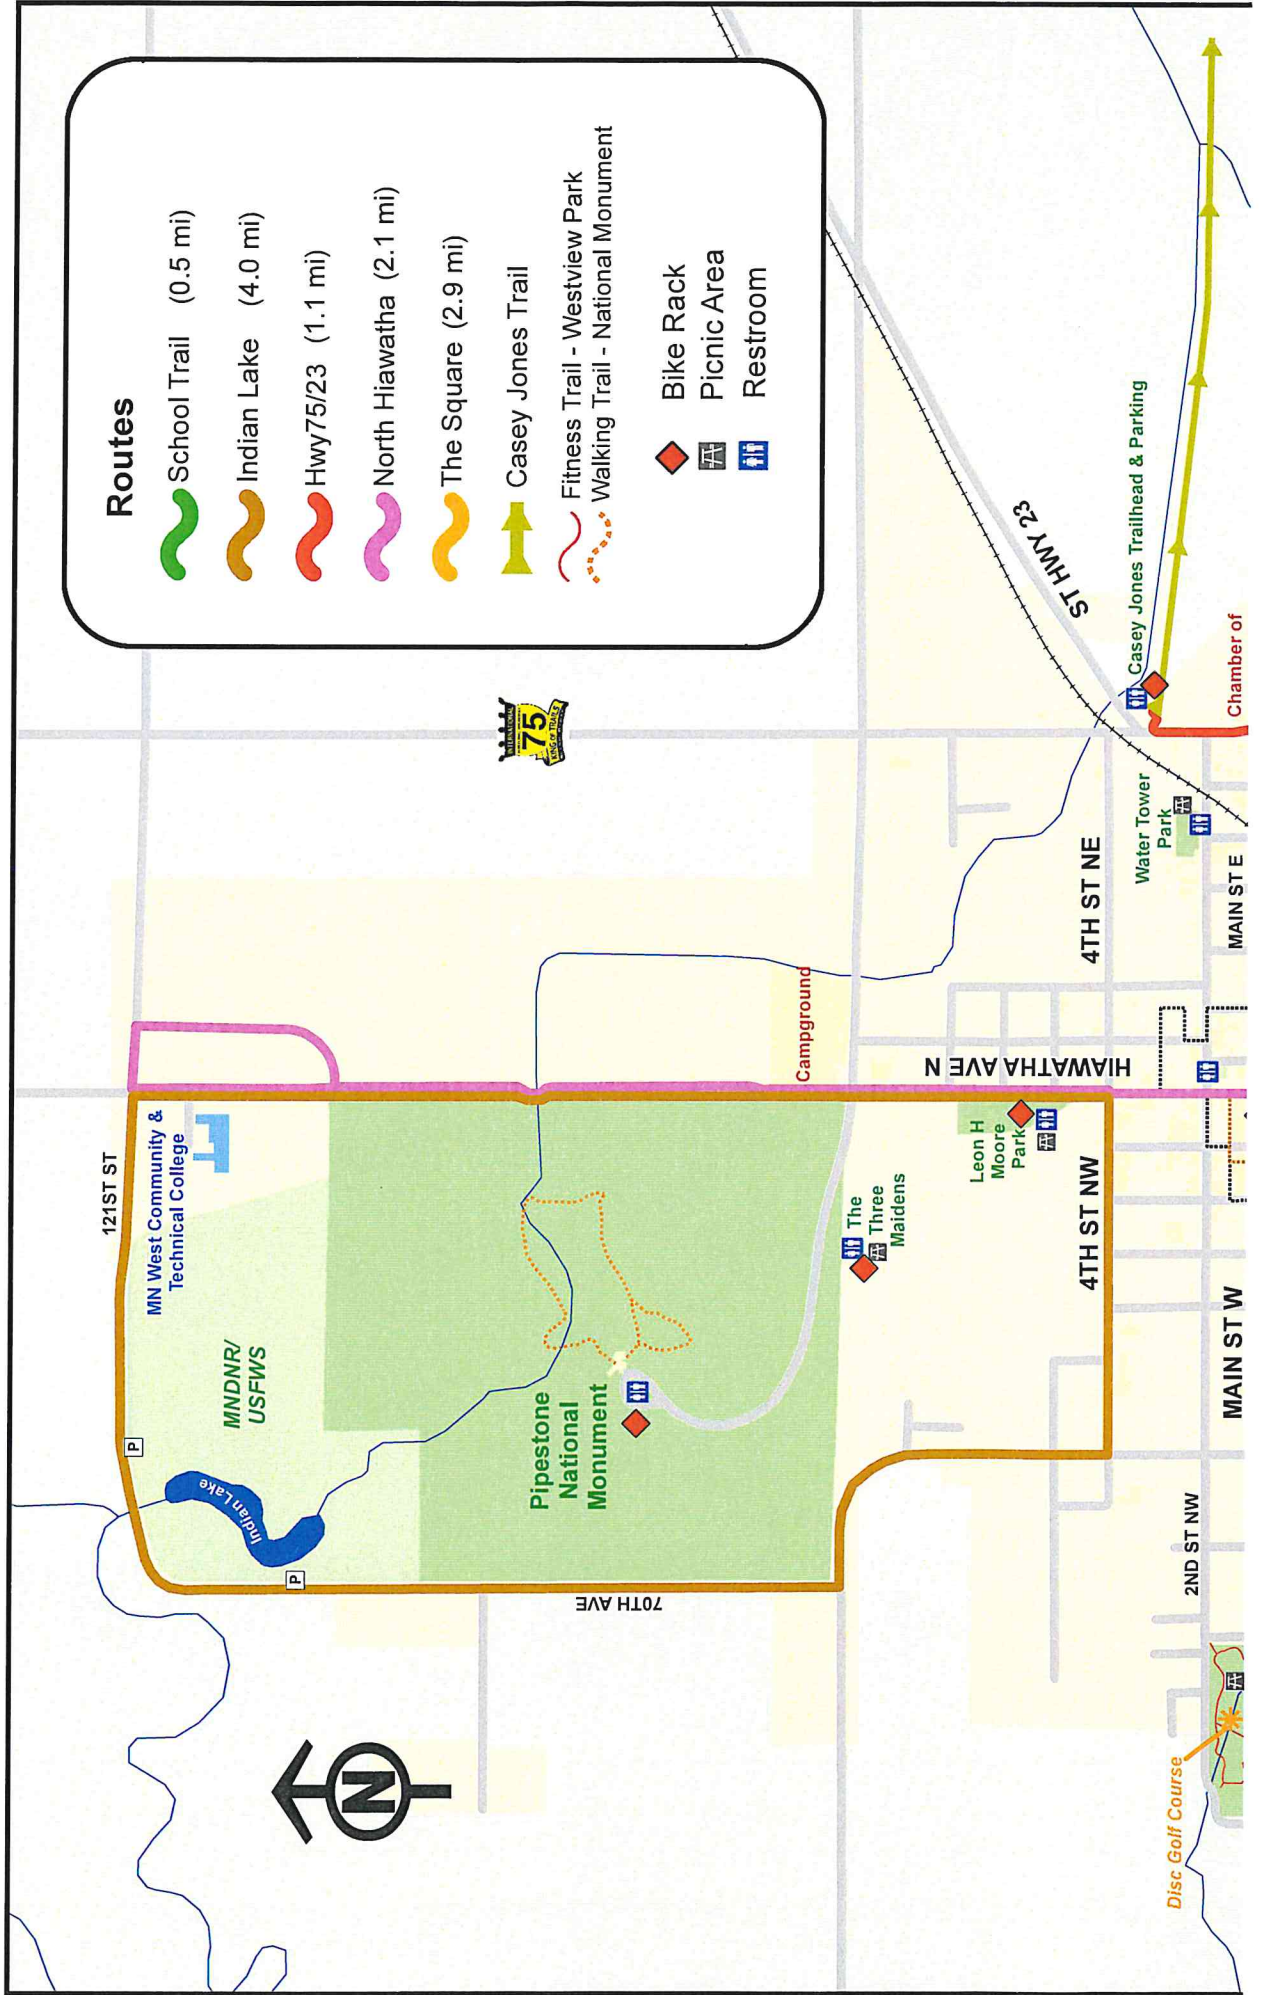 Routes
School Trail (0.5 mi)
Indian Lake (4.0 mi)
Hwy75/23 (1.1 mi)
North Hiawatha (2.1 mi)
The Square (2.9 mi)
Casey Jones Trail
Fitness Trail - Westview Park
Walking Trail - National Monument
Bike Rack
Picnic Area
Restroom
121ST ST
MN West Community &
Technical College
MNDNR/
USFWS
P
Indian Lake
P
70TH AVE
Pipestone
National
Monument
75
KING OF TRAILS
INTERNATIONAL
Campground
The
Three
Maidens
HIAWATHA AVE N
Leon H
Moore
Park
4TH ST NW
4TH ST NE
ST HWY 23
Casey Jones Trailhead & Parking
Water Tower
Park
Chamber of
MAIN ST E
MAIN ST W
2ND ST NW
Disc Golf Course
N